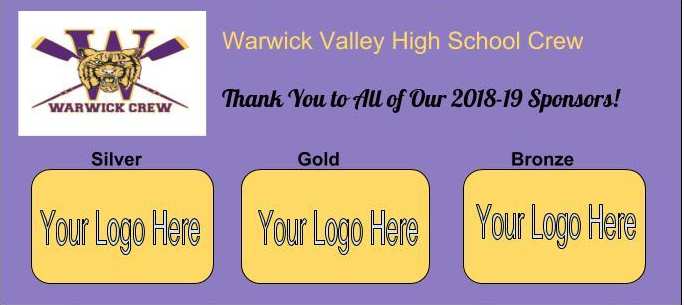 W
WARWICK CREW
Warwick Valley High School Crew
Thank You to All of Our 2018-19 Sponsors!
Silver Gold Bronze
Your Logo Here Your Logo Here Your Logo Here